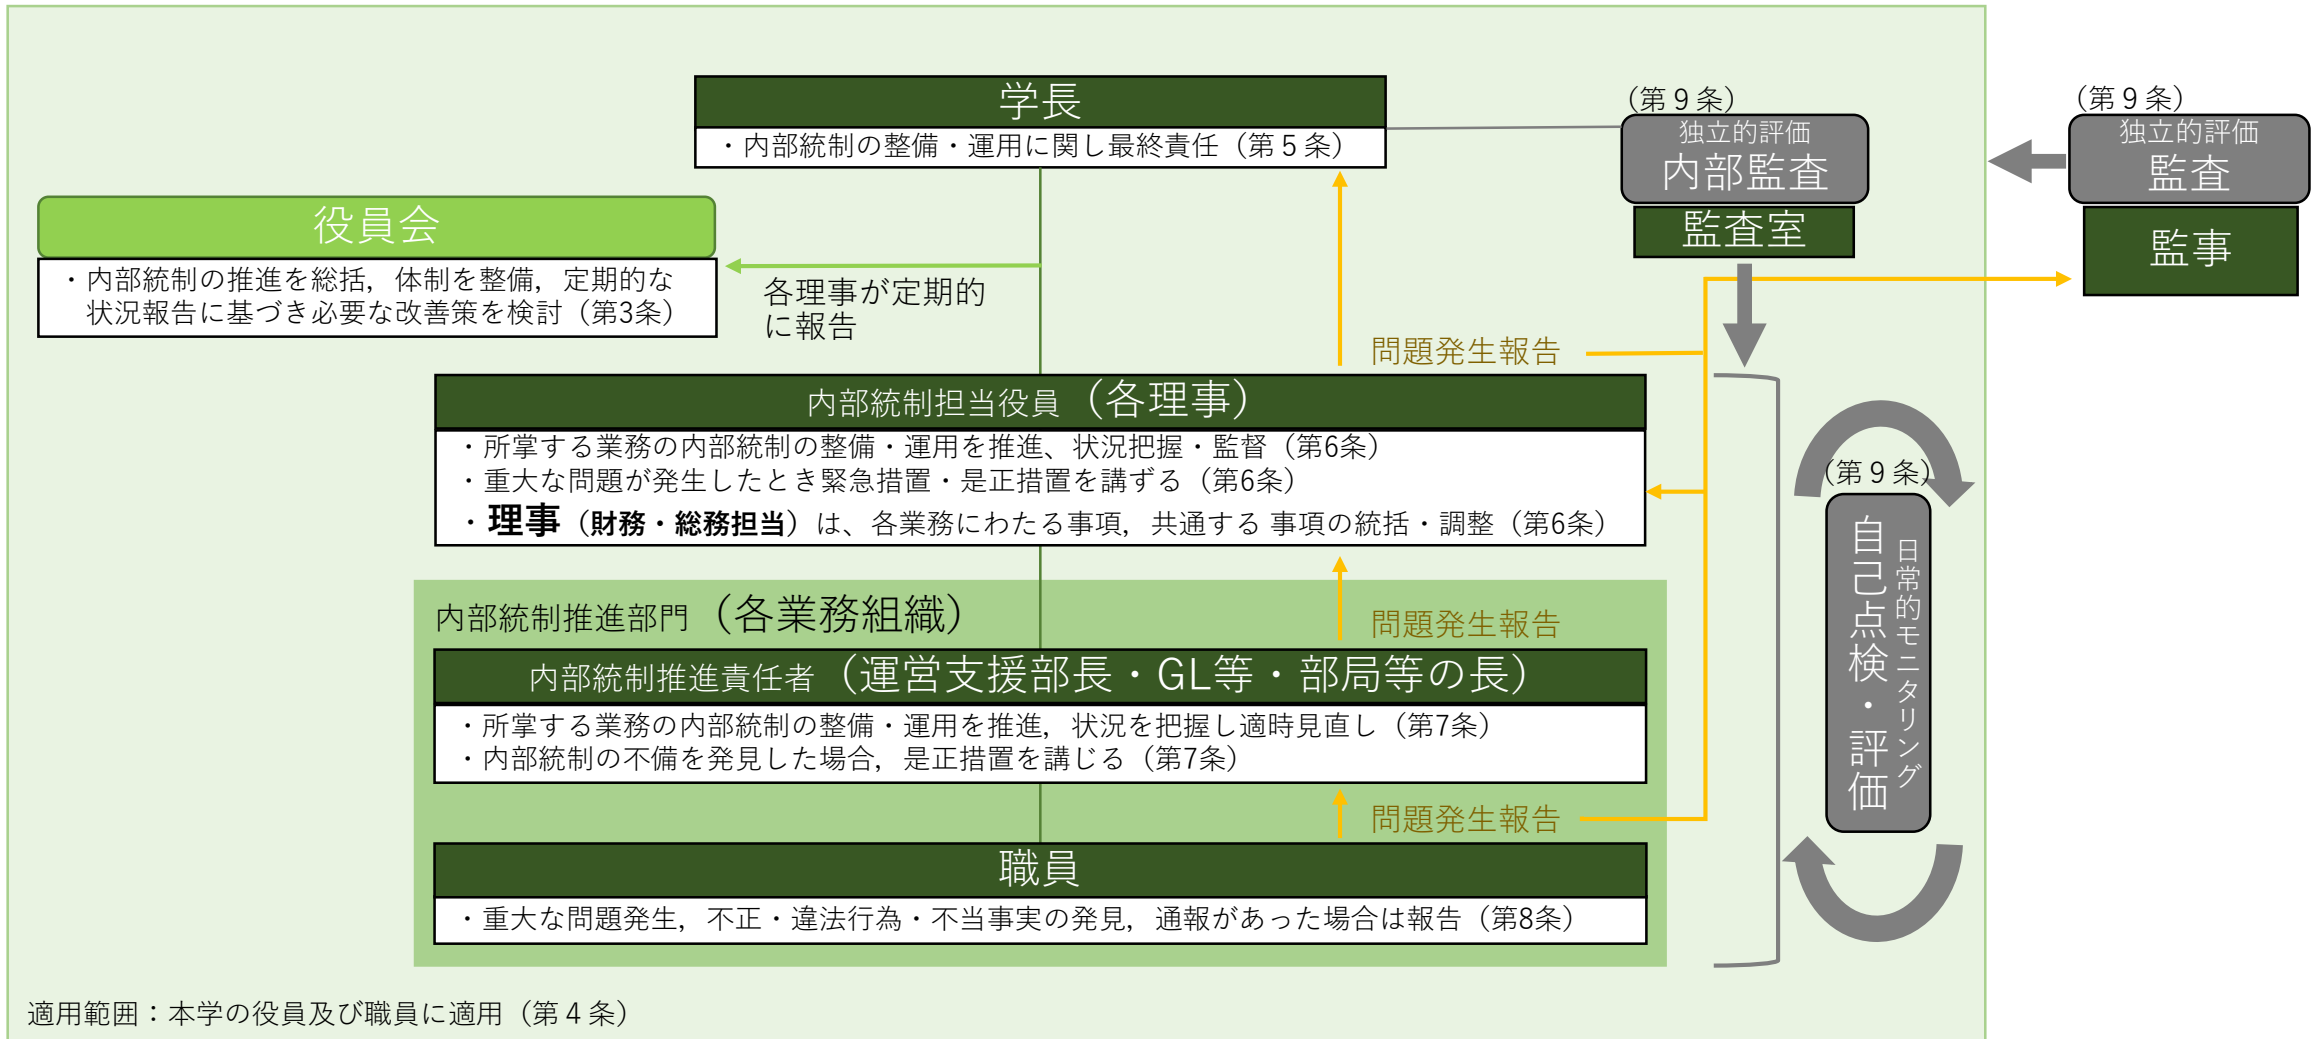 学長
・内部統制の整備・運用に関し最終責任（第５条）
（第９条）
独立的評価
内部監査
監査室
（第９条）
独立的評価
監査
監事
役員会
・内部統制の推進を総括，体制を整備，定期的な
状況報告に基づき必要な改善策を検討（第3条）
各理事が定期的
に報告
問題発生報告
内部統制担当役員（各理事）
・所掌する業務の内部統制の整備・運用を推進、状況把握・監督（第6条）
・重大な問題が発生したとき緊急措置・是正措置を講ずる（第6条）
・理事（財務・総務担当）は、各業務にわたる事項，共通する 事項の統括・調整（第6条）
（第９条）
日常的モニタリング
自己点検・評価
内部統制推進部門（各業務組織）
問題発生報告
内部統制推進責任者（運営支援部長・GL等・部局等の長）
・所掌する業務の内部統制の整備・運用を推進，状況を把握し適時見直し（第7条）
・内部統制の不備を発見した場合，是正措置を講じる（第7条）
問題発生報告
職員
・重大な問題発生，不正・違法行為・不当事実の発見，通報があった場合は報告（第8条）
適用範囲：本学の役員及び職員に適用（第４条）